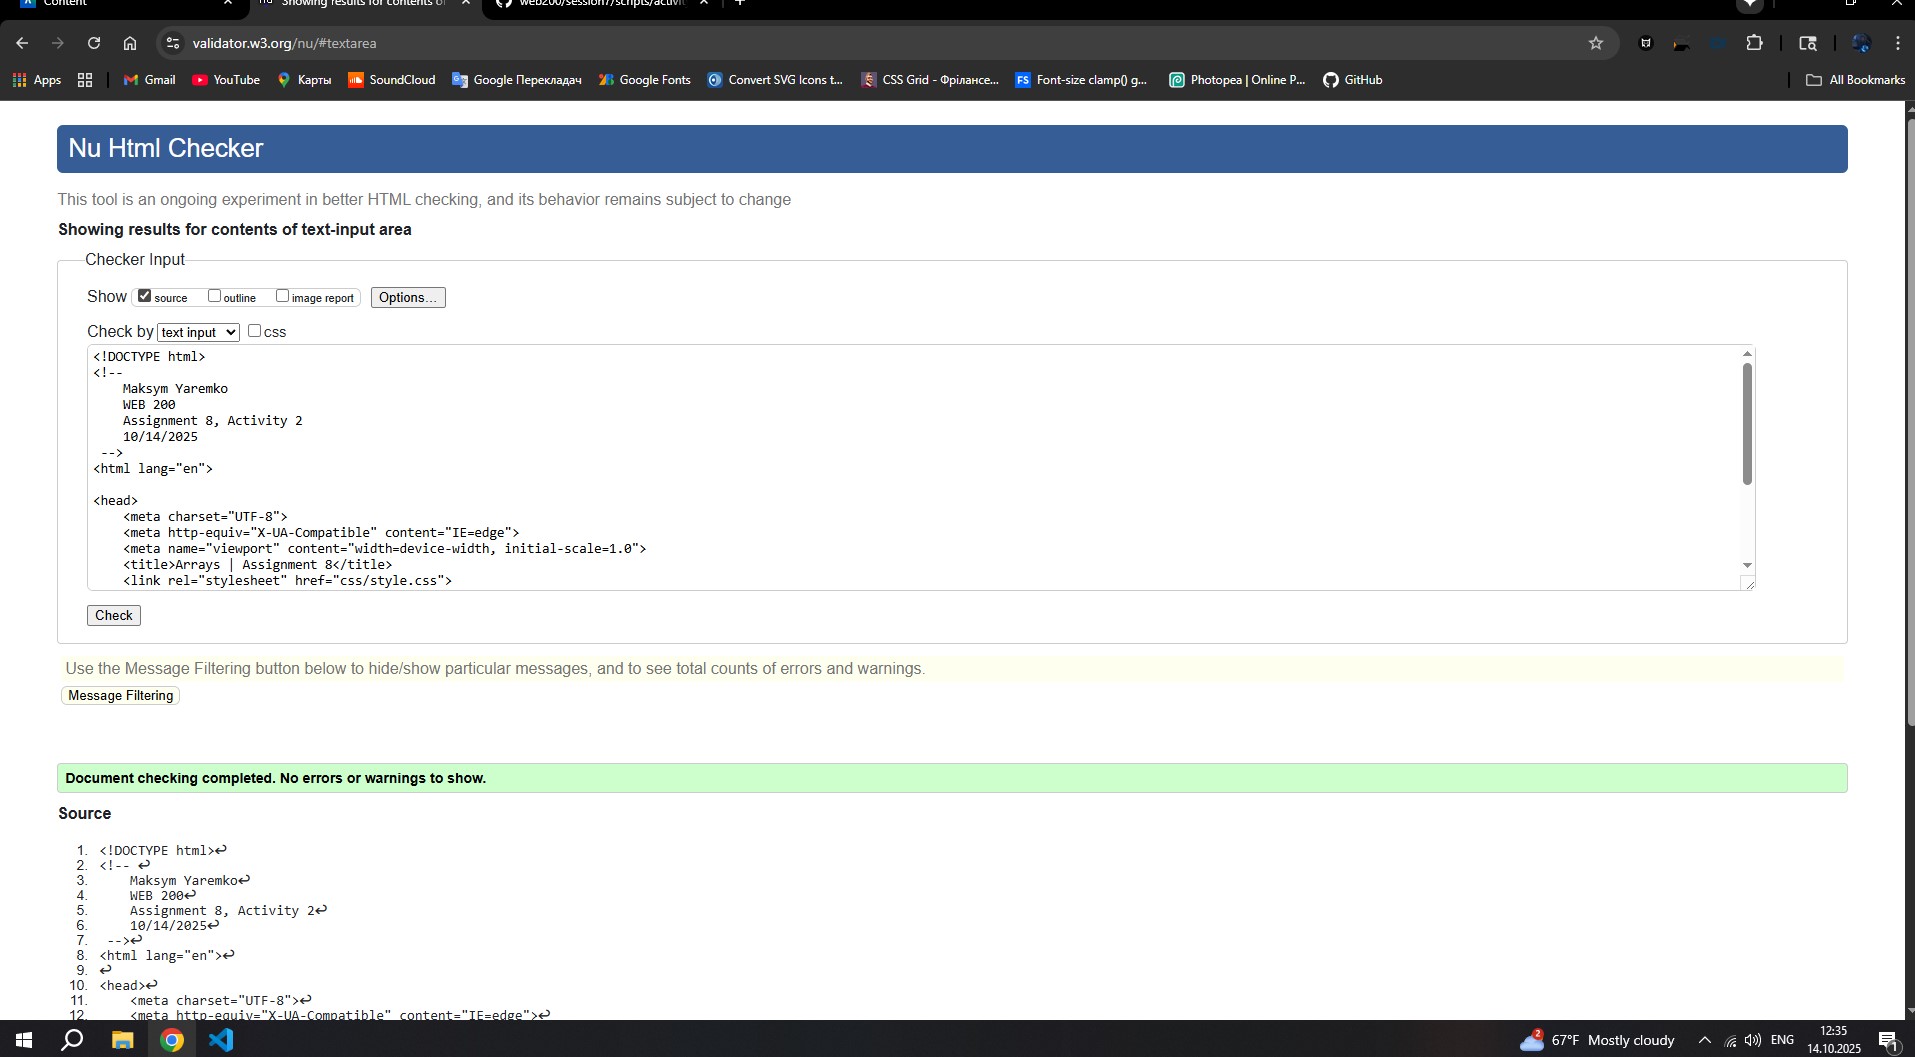 Content
Showing results for contents of
web200/session7/scripts/activit
validator.w3.org/nu/#textarea
Apps Gmail YouTube Карты SoundCloud Google Перекладач Google Fonts Convert SVG Icons t... CSS Grid - Фрілансе... FS Font-size clamp() g... Photopea | Online P... GitHub All Bookmarks
Nu Html Checker
This tool is an ongoing experiment in better HTML checking, and its behavior remains subject to change
Showing results for contents of text-input area
Checker Input
Show source outline image report Options...
Check by text input css
<!DOCTYPE html>
<!--
Maksym Yaremko
WEB 200
Assignment 8, Activity 2
10/14/2025
-->
<html lang="en">
<head>
<meta charset="UTF-8">
<meta http-equiv="X-UA-Compatible" content="IE=edge">
<meta name="viewport" content="width=device-width, initial-scale=1.0">
<title>Arrays | Assignment 8</title>
<link rel="stylesheet" href="css/style.css">
Check
Use the Message Filtering button below to hide/show particular messages, and to see total counts of errors and warnings.
Message Filtering
Document checking completed. No errors or warnings to show.
Source
1. <!DOCTYPE html>↩
2. <!-- ↩
3. Maksym Yaremko↩
4. WEB 200↩
5. Assignment 8, Activity 2↩
6. 10/14/2025↩
7. -->↩
8. <html lang="en">↩
9. ↩
10. <head>↩
11. <meta charset="UTF-8">↩
12. <meta http-equiv="X-UA-Compatible" content="IE=edge">↩
2 67°F Mostly cloudy ENG 12:35
14.10.2025 1